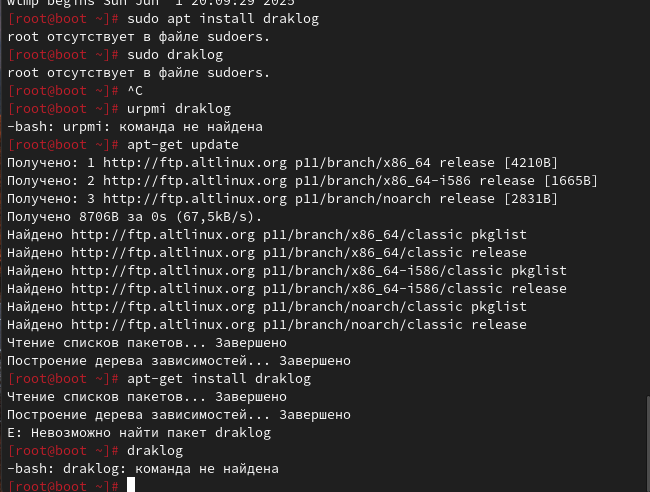 wtmp begins Sun Jun  1 20:09:29 2025
[root@boot ~]# sudo apt install draklog
root отсутствует в файле sudoers.
[root@boot ~]# sudo draklog
root отсутствует в файле sudoers.
[root@boot ~]# ^C
[root@boot ~]# urpmi draklog
-bash: urpmi: команда не найдена
[root@boot ~]# apt-get update
Получено: 1 http://ftp.altlinux.org p11/branch/x86_64 release [4210B]
Получено: 2 http://ftp.altlinux.org p11/branch/x86_64-i586 release [1665B]
Получено: 3 http://ftp.altlinux.org p11/branch/noarch release [2831B]
Получено 8706B за 0s (67,5kB/s).
Найдено http://ftp.altlinux.org p11/branch/x86_64/classic pkglist
Найдено http://ftp.altlinux.org p11/branch/x86_64/classic release
Найдено http://ftp.altlinux.org p11/branch/x86_64-i586/classic pkglist
Найдено http://ftp.altlinux.org p11/branch/x86_64-i586/classic release
Найдено http://ftp.altlinux.org p11/branch/noarch/classic pkglist
Найдено http://ftp.altlinux.org p11/branch/noarch/classic release
Чтение списков пакетов... Завершено
Построение дерева зависимостей... Завершено
[root@boot ~]# apt-get install draklog
Чтение списков пакетов... Завершено
Построение дерева зависимостей... Завершено
E: Невозможно найти пакет draklog
[root@boot ~]# draklog
-bash: draklog: команда не найдена
[root@boot ~]#